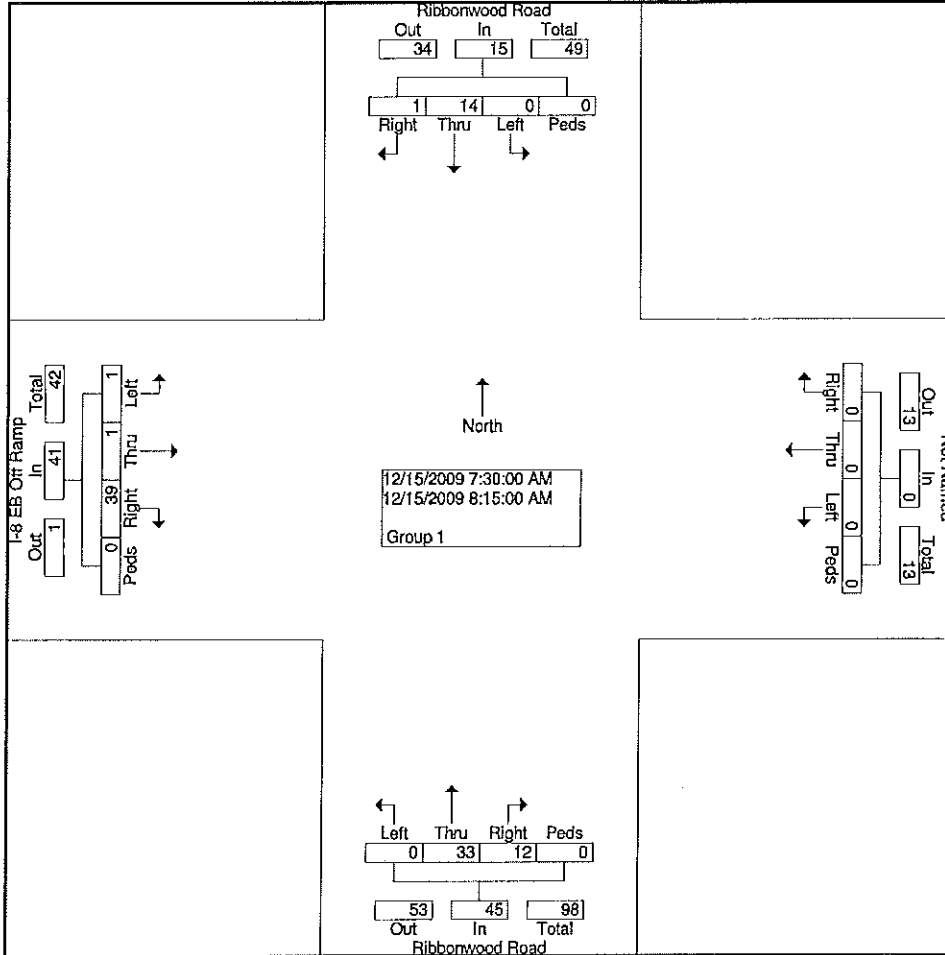 Ribbonwood Road
Out In Total
34 15 49
1 14 0 0
Right Thru Left Peds
North
12/15/2009 7:30:00 AM
12/15/2009 8:15:00 AM
Group 1
I-8 EB Off Ramp
Total In Out
42 41 1
1 1 39 0
Left Thru Right Peds
Out In Total
13 0 13
0 0 0 0
Right Thru Left Peds
Left Thru Right Peds
0 33 12 0
53 45 98
Out In Total
Ribbonwood Road